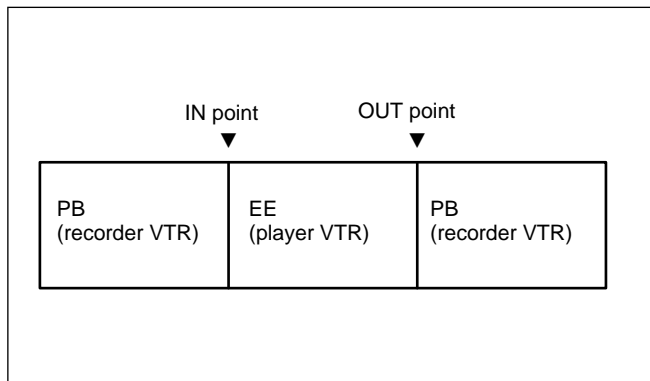 IN point
OUT point
PB
(recorder VTR)
EE
(player VTR)
PB
(recorder VTR)